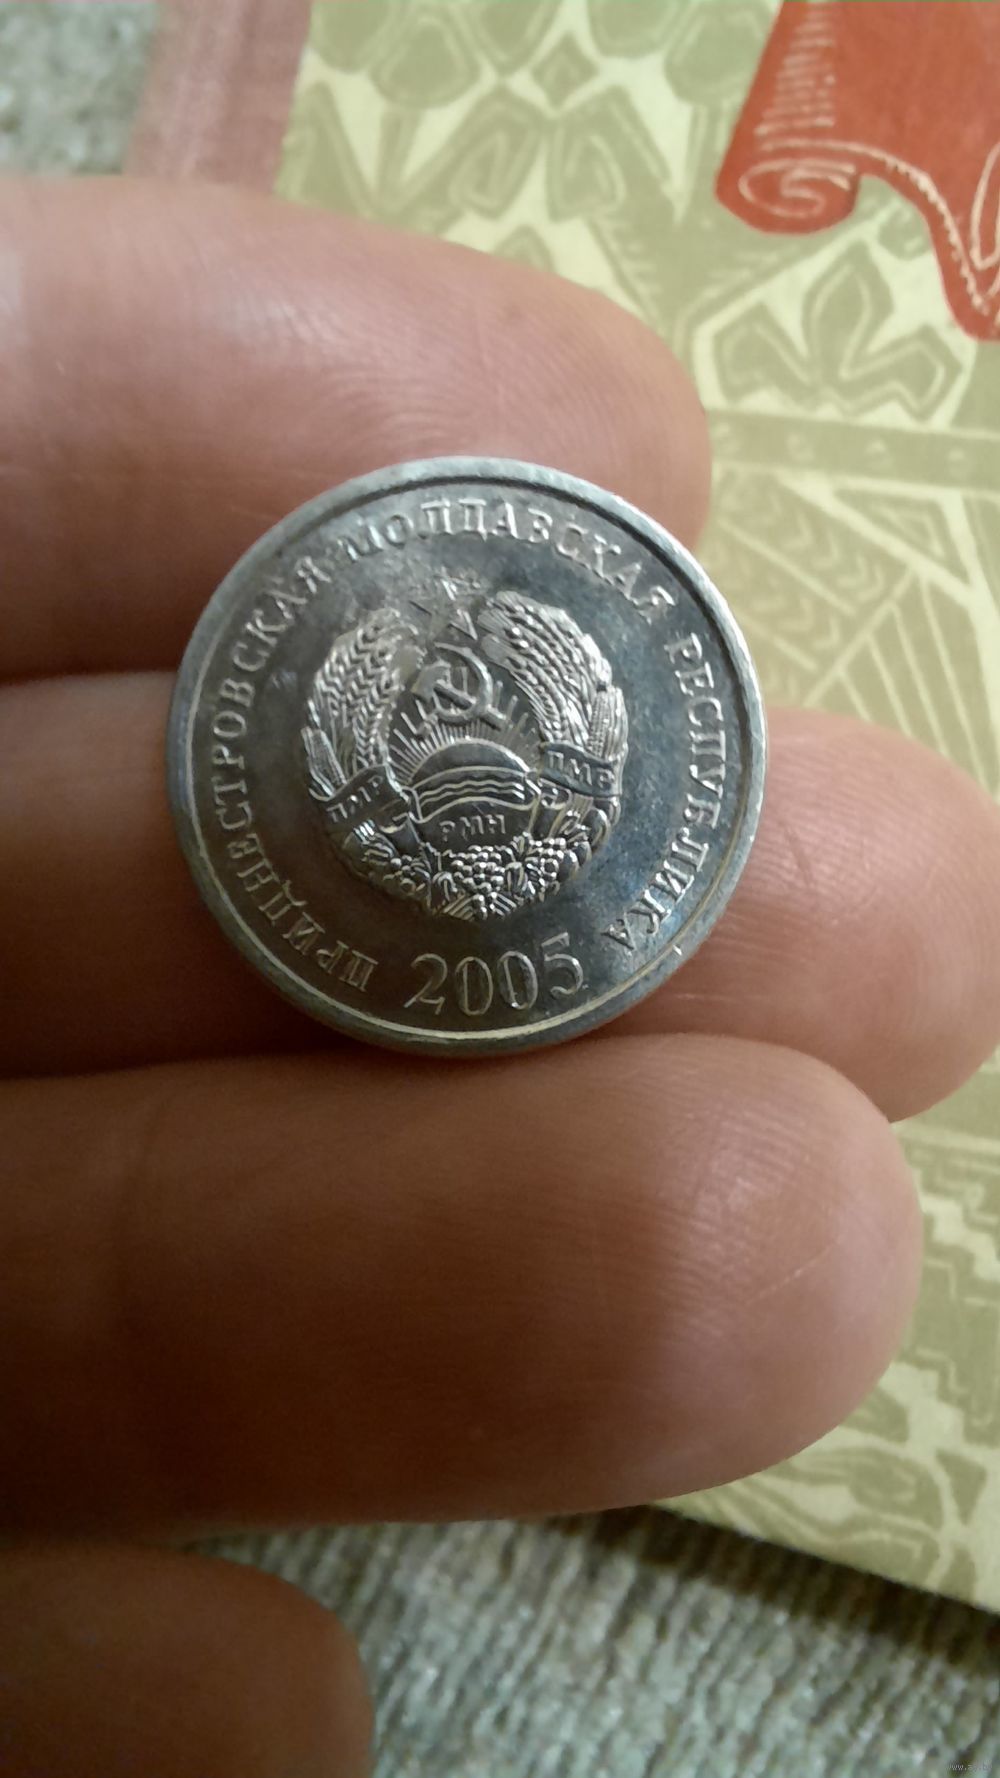 ПРИДНЕСТРОВСКАЯ МОЛДАВСКАЯ РЕСПУБЛИКА
ПМР
ПМР
РМН
2005